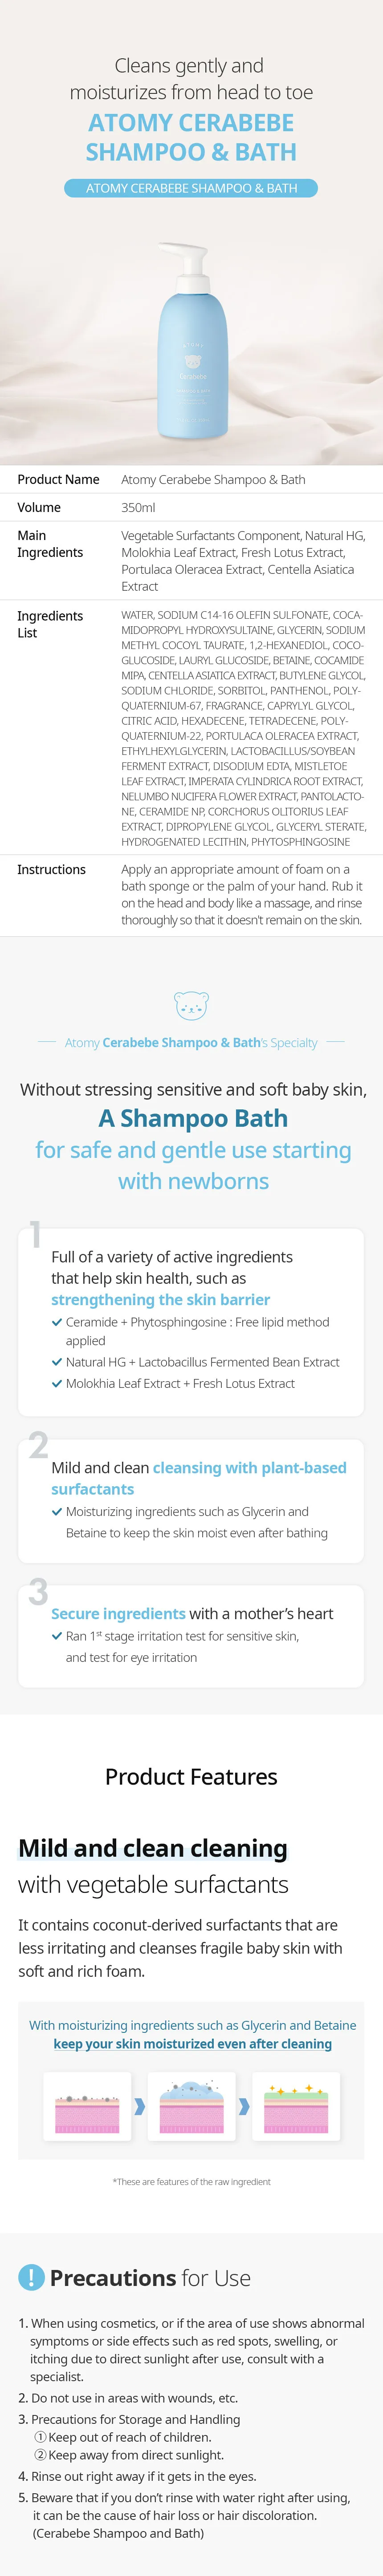 Cleans gently and
moisturizes from head to toe
ATOMY CERABEBE
SHAMPOO & BATH
ATOMY CERABEBE SHAMPOO & BATH
Product Name Atomy Cerabebe Shampoo & Bath
Volume 350ml
Main Ingredients
Vegetable Surfactants Component, Natural HG,
Molokhia Leaf Extract, Fresh Lotus Extract,
Portulaca Oleracea Extract, Centella Asiatica
Extract
Ingredients List
WATER, SODIUM C14-16 OLEFIN SULFONATE, COCA-
MIDOPROPYL HYDROXYSULTAINE, GLYCERIN, SODIUM
METHYL COCOYL TAURATE, 1,2-HEXANEDIOL, COCO-
GLUCOSIDE, LAURYL GLUCOSIDE, BETAINE, COCAMIDE
MIPA, CENTELLA ASIATICA EXTRACT, BUTYLENE GLYCOL,
SODIUM CHLORIDE, SORBITOL, PANTHENOL, POLY-
QUATERNIUM-67, FRAGRANCE, CAPRYLYL GLYCOL,
CITRIC ACID, HEXADECENE, TETRADECENE, POLY-
QUATERNIUM-22, PORTULACA OLERACEA EXTRACT,
ETHYLHEXYLGLYCERIN, LACTOBACILLUS/SOYBEAN
FERMENT EXTRACT, DISODIUM EDTA, MISTLETOE
LEAF EXTRACT, IMPERATA CYLINDRICA ROOT EXTRACT,
NELUMBO NUCIFERA FLOWER EXTRACT, PANTOLACTO-
NE, CERAMIDE NP, CORCHORUS OLITORIUS LEAF
EXTRACT, DIPROPYLENE GLYCOL, GLYCERYL STERATE,
HYDROGENATED LECITHIN, PHYTOSPHINGOSINE
Instructions
Apply an appropriate amount of foam on a
bath sponge or the palm of your hand. Rub it
on the head and body like a massage, and rinse
thoroughly so that it doesn't remain on the skin.
Atomy Cerabebe Shampoo & Bath's Specialty
Without stressing sensitive and soft baby skin,
A Shampoo Bath
for safe and gentle use starting
with newborns
1
Full of a variety of active ingredients
that help skin health, such as
strengthening the skin barrier
✓ Ceramide + Phytosphingosine : Free lipid method
applied
✓ Natural HG + Lactobacillus Fermented Bean Extract
✓ Molokhia Leaf Extract + Fresh Lotus Extract
2
Mild and clean cleansing with plant-based
surfactants
✓ Moisturizing ingredients such as Glycerin and
Betaine to keep the skin moist even after bathing
3
Secure ingredients with a mother's heart
✓ Ran 1st stage irritation test for sensitive skin,
and test for eye irritation
Product Features
Mild and clean cleaning
with vegetable surfactants
It contains coconut-derived surfactants that are
less irritating and cleanses fragile baby skin with
soft and rich foam.
With moisturizing ingredients such as Glycerin and Betaine
keep your skin moisturized even after cleaning
*These are features of the raw ingredient
! Precautions for Use
1. When using cosmetics, or if the area of use shows abnormal
symptoms or side effects such as red spots, swelling, or
itching due to direct sunlight after use, consult with a
specialist.
2. Do not use in areas with wounds, etc.
3. Precautions for Storage and Handling
① Keep out of reach of children.
② Keep away from direct sunlight.
4. Rinse out right away if it gets in the eyes.
5. Beware that if you don't rinse with water right after using,
it can be the cause of hair loss or hair discoloration.
(Cerabebe Shampoo and Bath)